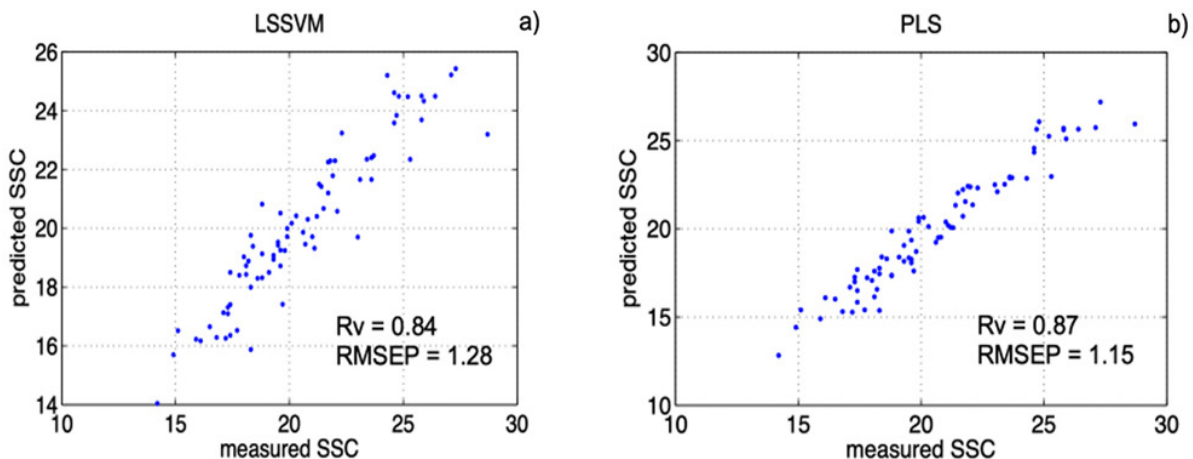 LSSVM
a)
26
24
22
20
18
16
14
predicted SSC
Rv = 0.84
RMSEP = 1.28
10
15
20
25
30
measured SSC
PLS
b)
30
25
20
15
10
predicted SSC
Rv = 0.87
RMSEP = 1.15
10
15
20
25
30
measured SSC